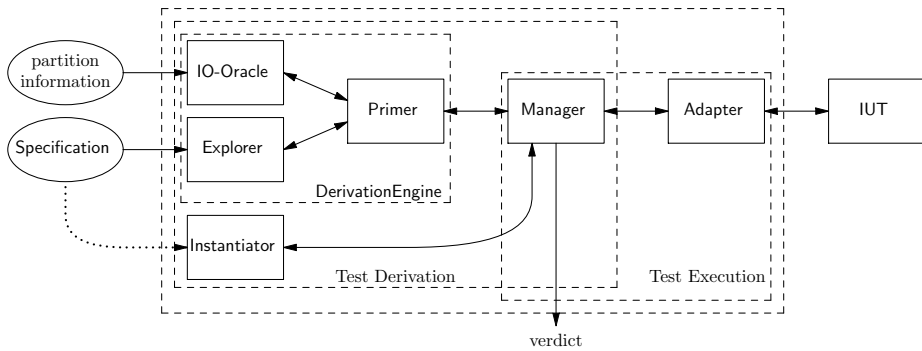 partition
information
IO-Oracle
Primer
Manager
Adapter
IUT
Specification
Explorer
DerivationEngine
Instantiator
Test Derivation
Test Execution
verdict